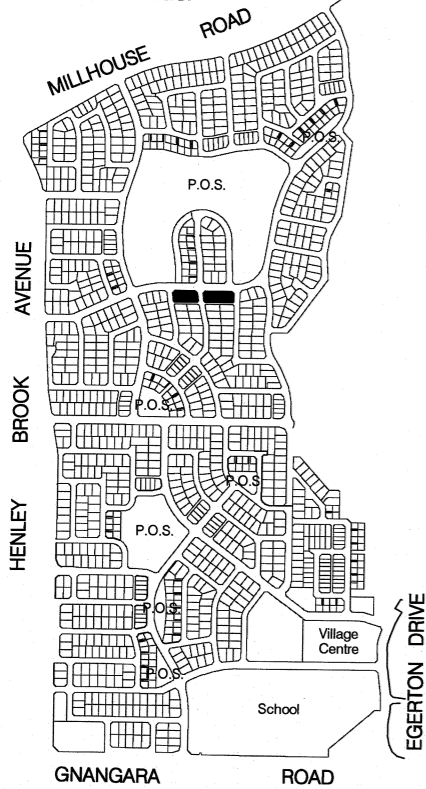 MILLHOUSE ROAD
P.O.S.
P.O.S.
HENLEY BROOK AVENUE
P.O.S.
P.O.S.
P.O.S.
P.O.S.
Village
Centre
P.O.S.
School
EGERTON DRIVE
GNANGARA ROAD